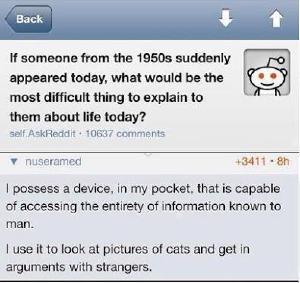 Back
If someone from the 1950s suddenly
appeared today, what would be the
most difficult thing to explain to
them about life today?
self.AskReddit • 10637 comments
nuseramed
+3411 • 8h
I possess a device, in my pocket, that is capable
of accessing the entirety of information known to
man.
I use it to look at pictures of cats and get in
arguments with strangers.